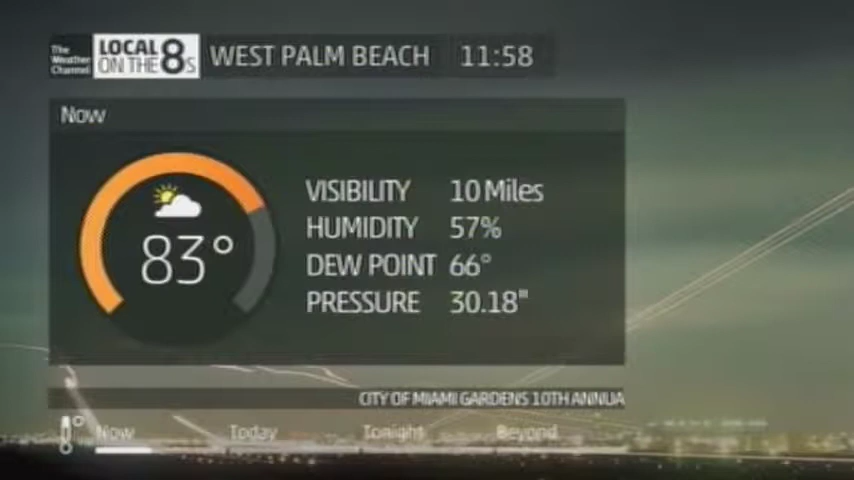 The Weather Channel
LOCAL ON THE 8s
WEST PALM BEACH 11:58
Now
83°
VISIBILITY 10 Miles
HUMIDITY 57%
DEW POINT 66°
PRESSURE 30.18"
CITY OF MIAMI GARDENS 10TH ANNUA
Now Today Tonight Beyond